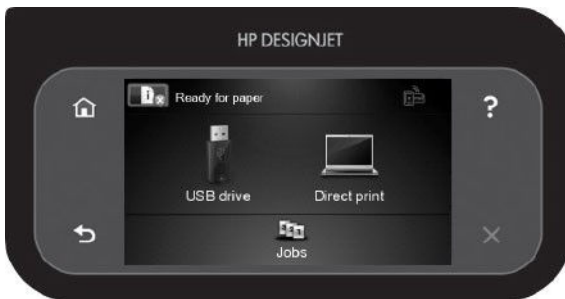 HP DESIGNJET
Ready for paper
?
USB drive
Direct print
Jobs